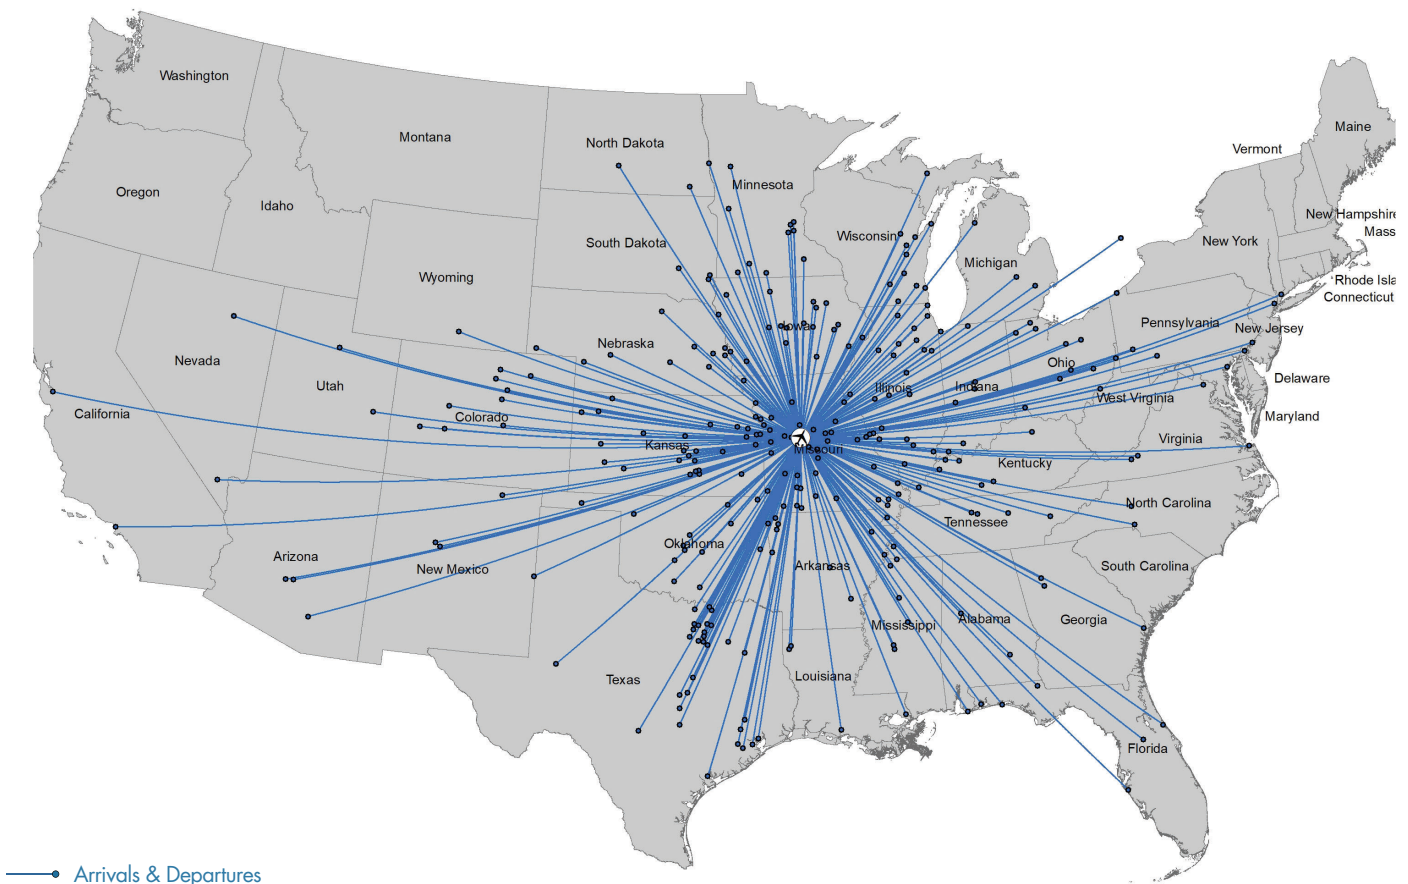 Washington
Montana
North Dakota
Maine
Vermont
Minnesota
Oregon
Idaho
New Hampshire
Mass
South Dakota
Wisconsin
New York
Michigan
Wyoming
Rhode Isla
Connecticut
Iowa
Pennsylvania
New Jersey
Nebraska
Nevada
Ohio
Utah
Illinois
Indiana
Delaware
West Virginia
California
Colorado
Maryland
Kansas
Missouri
Virginia
Kentucky
North Carolina
Tennessee
Oklahoma
Arizona
New Mexico
Arkansas
South Carolina
Mississippi
Alabama
Georgia
Texas
Louisiana
Florida
Arrivals & Departures